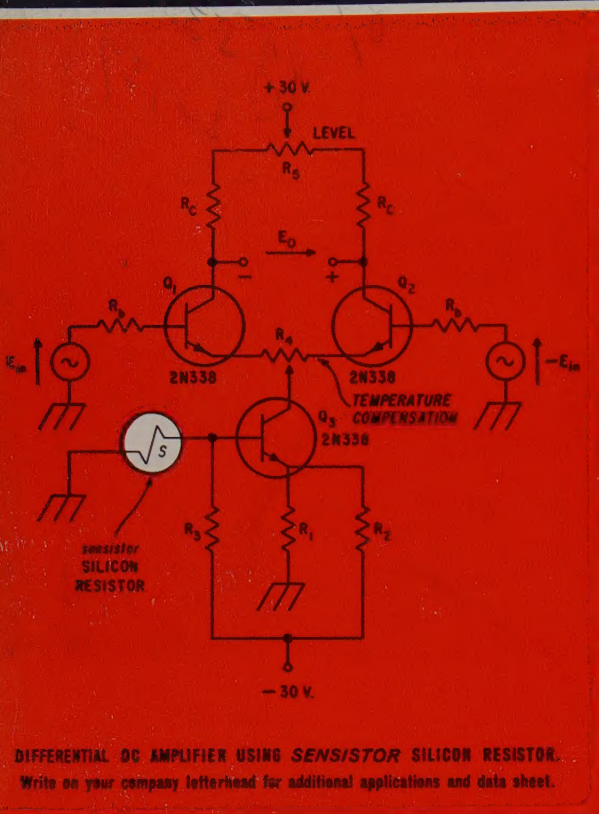 + 30 V.
LEVEL
R5
RC
RC
EO
−
+
Q1
Q2
Rb
Rb
R4
Ein
−Ein
2N338
2N338
TEMPERATURE
COMPENSATION
Q3
2N338
S
R3
R1
R2
sensistor
SILICON
RESISTOR
− 30 V.
DIFFERENTIAL DC AMPLIFIER USING SENSISTOR SILICON RESISTOR.
Write on your company letterhead for additional applications and data sheet.